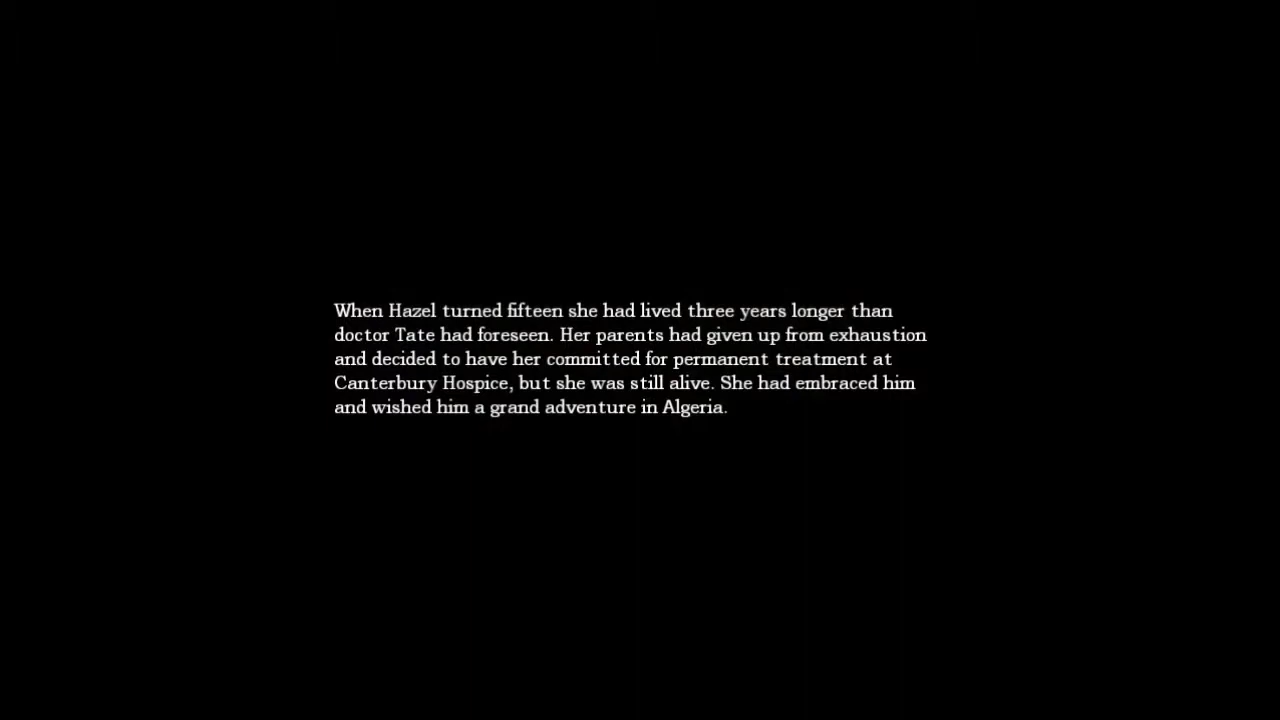 When Hazel turned fifteen she had lived three years longer than
doctor Tate had foreseen. Her parents had given up from exhaustion
and decided to have her committed for permanent treatment at
Canterbury Hospice, but she was still alive. She had embraced him
and wished him a grand adventure in Algeria.